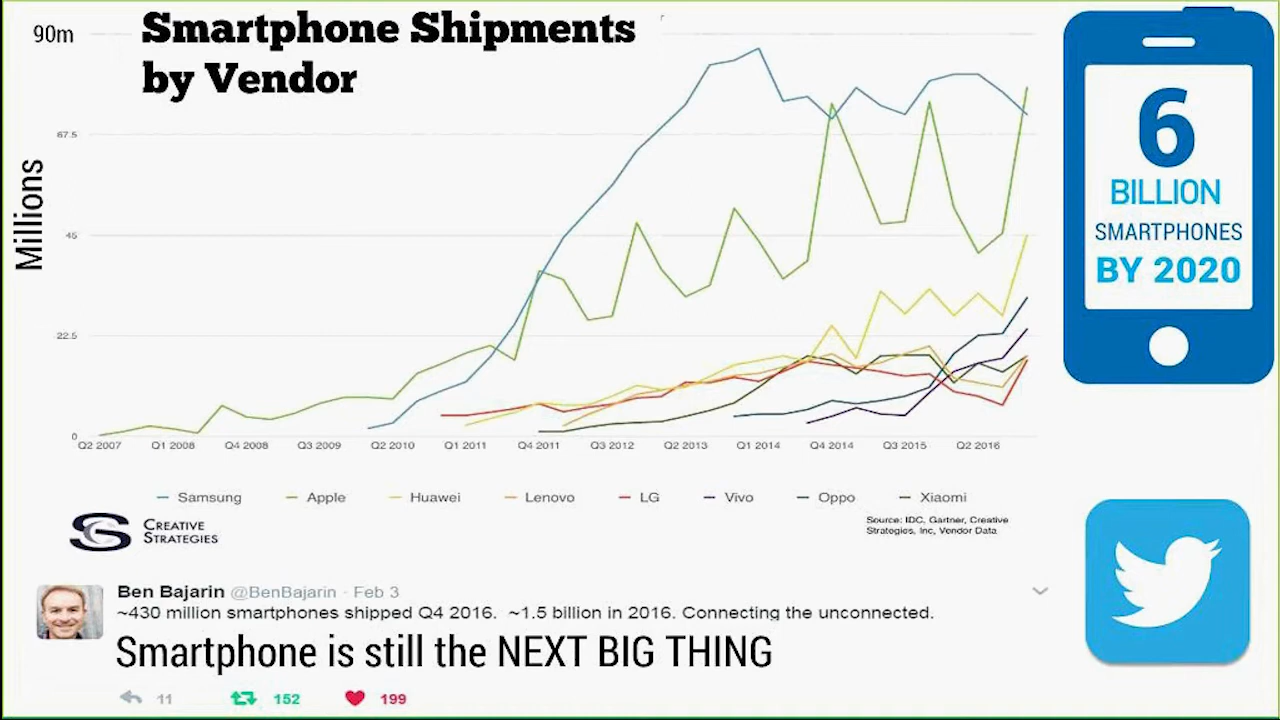 90m
Smartphone Shipments
by Vendor
67.5
Millions
45
22.5
0
Q2 2007 Q1 2008 Q4 2008 Q3 2009 Q2 2010 Q1 2011 Q4 2011 Q3 2012 Q2 2013 Q1 2014 Q4 2014 Q3 2015 Q2 2016
Samsung Apple Huawei Lenovo LG Vivo Oppo Xiaomi
CREATIVE
STRATEGIES
Source: IDC, Gartner, Creative
Strategies, Inc, Vendor Data
6
BILLION
SMARTPHONES
BY 2020
Ben Bajarin @BenBajarin · Feb 3
~430 million smartphones shipped Q4 2016. ~1.5 billion in 2016. Connecting the unconnected.
Smartphone is still the NEXT BIG THING
11 152 199